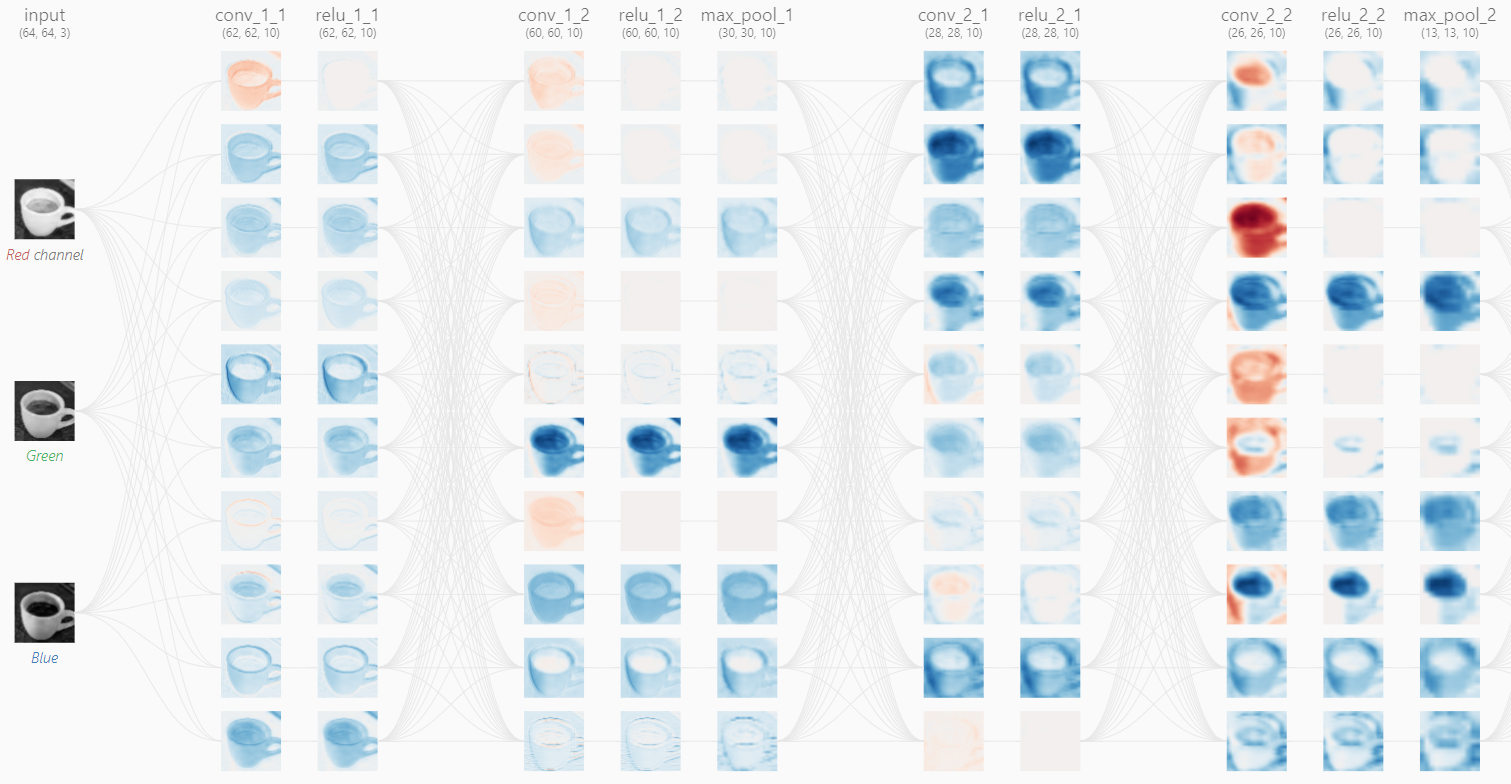 input
(64, 64, 3)
conv_1_1
(62, 62, 10)
relu_1_1
(62, 62, 10)
conv_1_2
(60, 60, 10)
relu_1_2
(60, 60, 10)
max_pool_1
(30, 30, 10)
conv_2_1
(28, 28, 10)
relu_2_1
(28, 28, 10)
conv_2_2
(26, 26, 10)
relu_2_2
(26, 26, 10)
max_pool_2
(13, 13, 10)
Red channel
Green
Blue